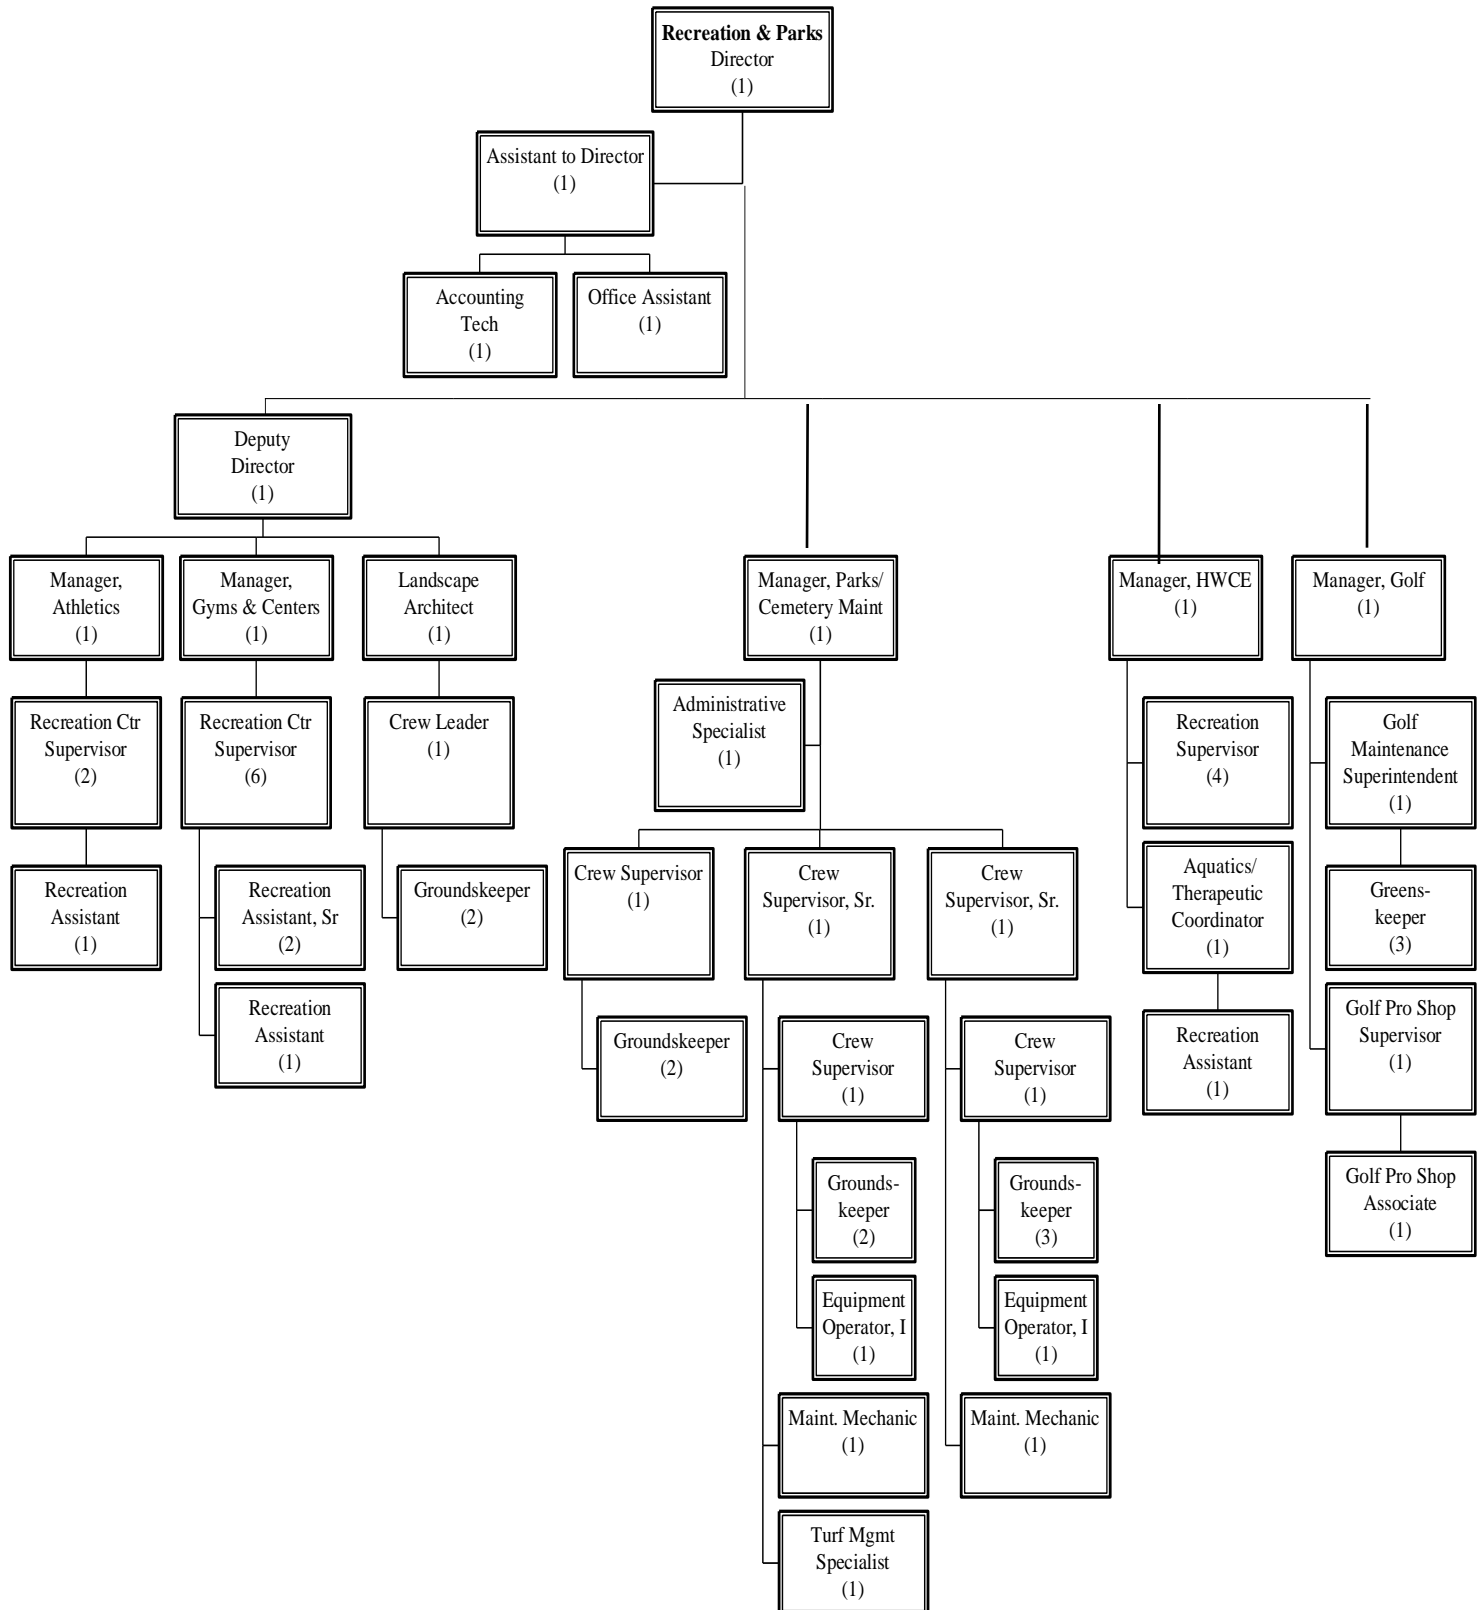 Recreation & Parks
Director
(1)
Assistant to Director
(1)
Accounting
Tech
(1)
Office Assistant
(1)
Deputy
Director
(1)
Manager,
Athletics
(1)
Manager,
Gyms & Centers
(1)
Landscape
Architect
(1)
Manager, Parks/
Cemetery Maint
(1)
Manager, HWCE
(1)
Manager, Golf
(1)
Recreation Ctr
Supervisor
(2)
Recreation Ctr
Supervisor
(6)
Crew Leader
(1)
Administrative
Specialist
(1)
Recreation
Supervisor
(4)
Golf
Maintenance
Superintendent
(1)
Recreation
Assistant
(1)
Recreation
Assistant, Sr
(2)
Groundskeeper
(2)
Crew Supervisor
(1)
Crew
Supervisor, Sr.
(1)
Crew
Supervisor, Sr.
(1)
Aquatics/
Therapeutic
Coordinator
(1)
Greens-
keeper
(3)
Recreation
Assistant
(1)
Groundskeeper
(2)
Crew
Supervisor
(1)
Crew
Supervisor
(1)
Recreation
Assistant
(1)
Golf Pro Shop
Supervisor
(1)
Grounds-
keeper
(2)
Grounds-
keeper
(3)
Golf Pro Shop
Associate
(1)
Equipment
Operator, I
(1)
Equipment
Operator, I
(1)
Maint. Mechanic
(1)
Maint. Mechanic
(1)
Turf Mgmt
Specialist
(1)